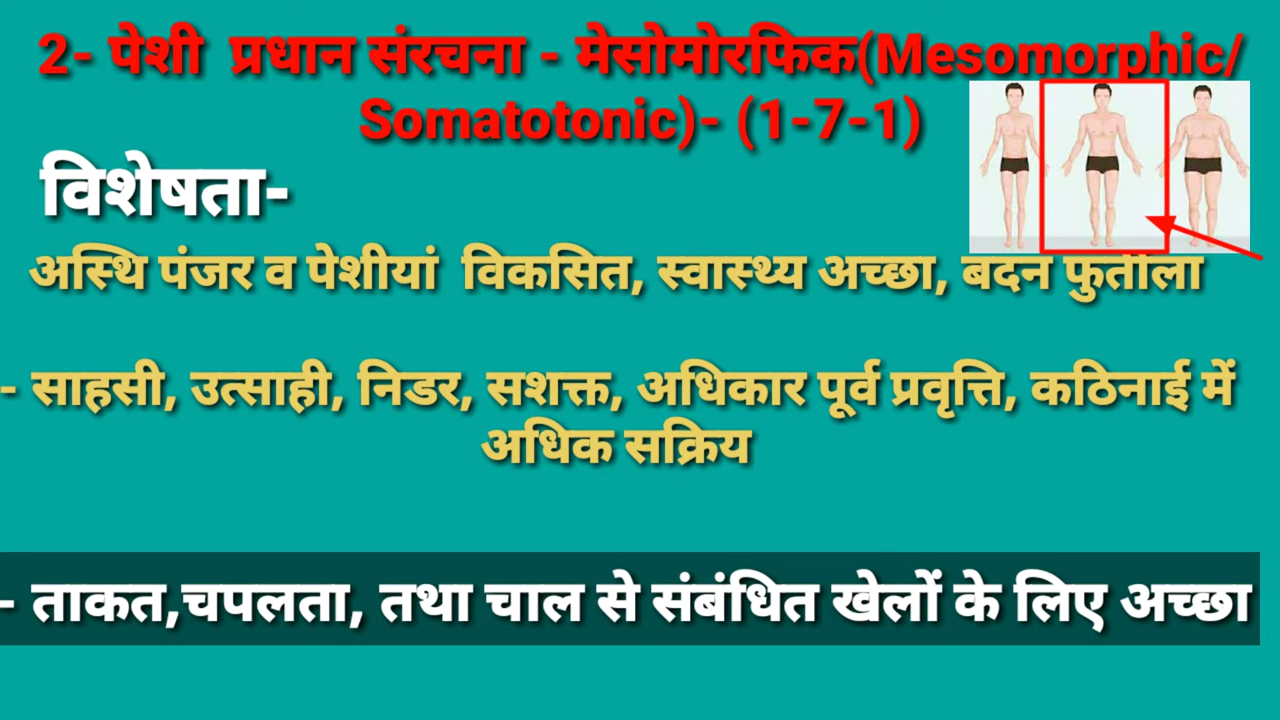 2- पेशी प्रधान संरचना - मेसोमोरफिक(Mesomorphic/
Somatotonic)- (1-7-1)
विशेषता-
अस्थि पंजर व पेशीयां विकसित, स्वास्थ्य अच्छा, बदन फुर्तीला
- साहसी, उत्साही, निडर, सशक्त, अधिकार पूर्व प्रवृत्ति, कठिनाई में
अधिक सक्रिय
- ताकत,चपलता, तथा चाल से संबंधित खेलों के लिए अच्छा